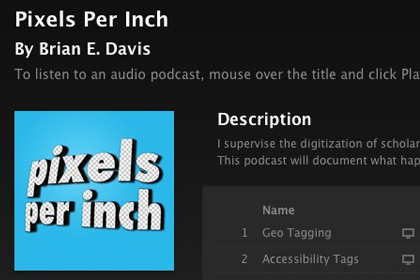 Pixels Per Inch
By Brian E. Davis
To listen to an audio podcast, mouse over the title and click Pla
pixels
per inch
Description
I supervise the digitization of scholar
This podcast will document what hap
Name
1 Geo Tagging
2 Accessibility Tags